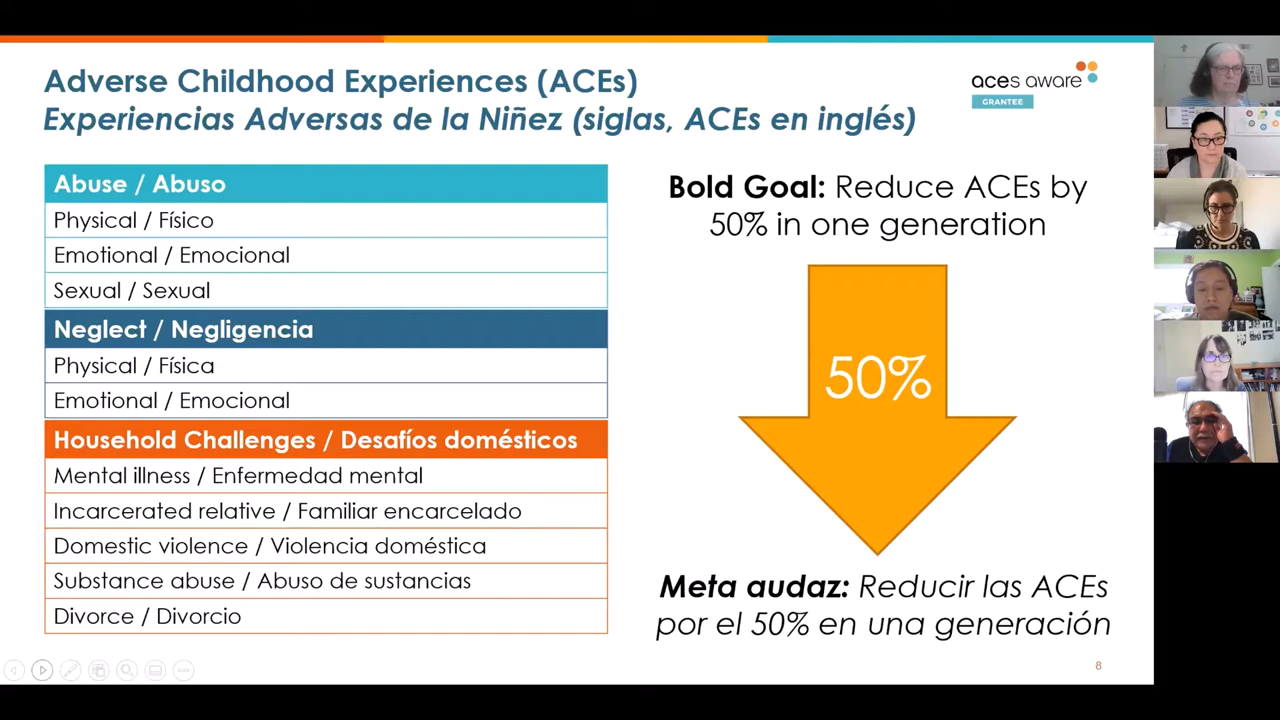 Adverse Childhood Experiences (ACEs)
Experiencias Adversas de la Niñez (siglas, ACEs en inglés)
aces aware
GRANTEE
Abuse / Abuso
Physical / Físico
Emotional / Emocional
Sexual / Sexual
Neglect / Negligencia
Physical / Física
Emotional / Emocional
Household Challenges / Desafíos domésticos
Mental illness / Enfermedad mental
Incarcerated relative / Familiar encarcelado
Domestic violence / Violencia doméstica
Substance abuse / Abuso de sustancias
Divorce / Divorcio
Bold Goal: Reduce ACEs by
50% in one generation
50%
Meta audaz: Reducir las ACEs
por el 50% en una generación
8